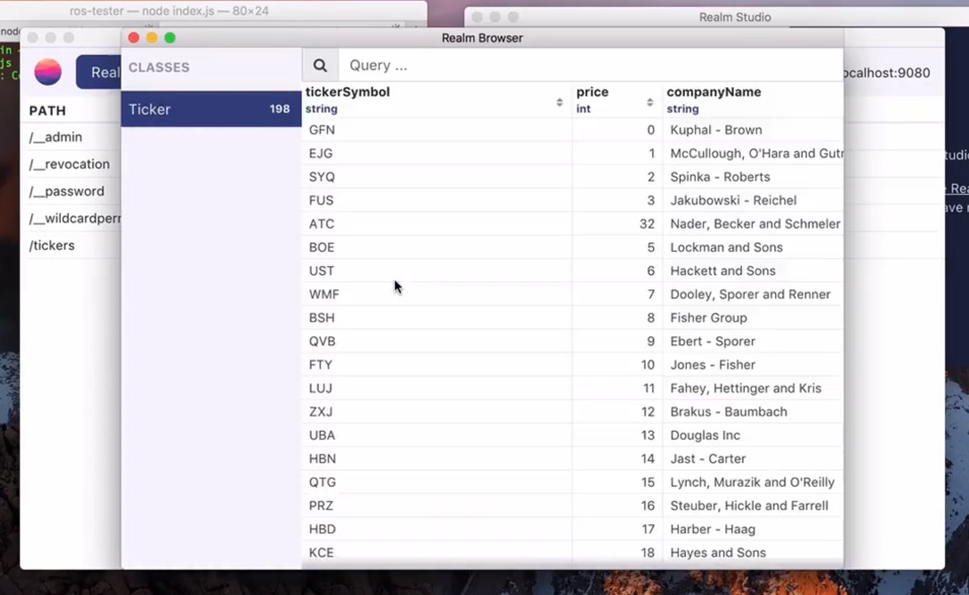 ros-tester — node index.js — 80×24
Realm Studio
Realm Browser
Real
localhost:9080
PATH
/__admin
/__revocation
/__password
/__wildcardperm
/tickers
CLASSES
Ticker 198
Query ...
tickerSymbol price companyName
string int string
GFN 0 Kuphal - Brown
EJG 1 McCullough, O'Hara and Gutm
SYQ 2 Spinka - Roberts
FUS 3 Jakubowski - Reichel
ATC 32 Nader, Becker and Schmeler
BOE 5 Lockman and Sons
UST 6 Hackett and Sons
WMF 7 Dooley, Sporer and Renner
BSH 8 Fisher Group
QVB 9 Ebert - Sporer
FTY 10 Jones - Fisher
LUJ 11 Fahey, Hettinger and Kris
ZXJ 12 Brakus - Baumbach
UBA 13 Douglas Inc
HBN 14 Jast - Carter
QTG 15 Lynch, Murazik and O'Reilly
PRZ 16 Steuber, Hickle and Farrell
HBD 17 Harber - Haag
KCE 18 Hayes and Sons